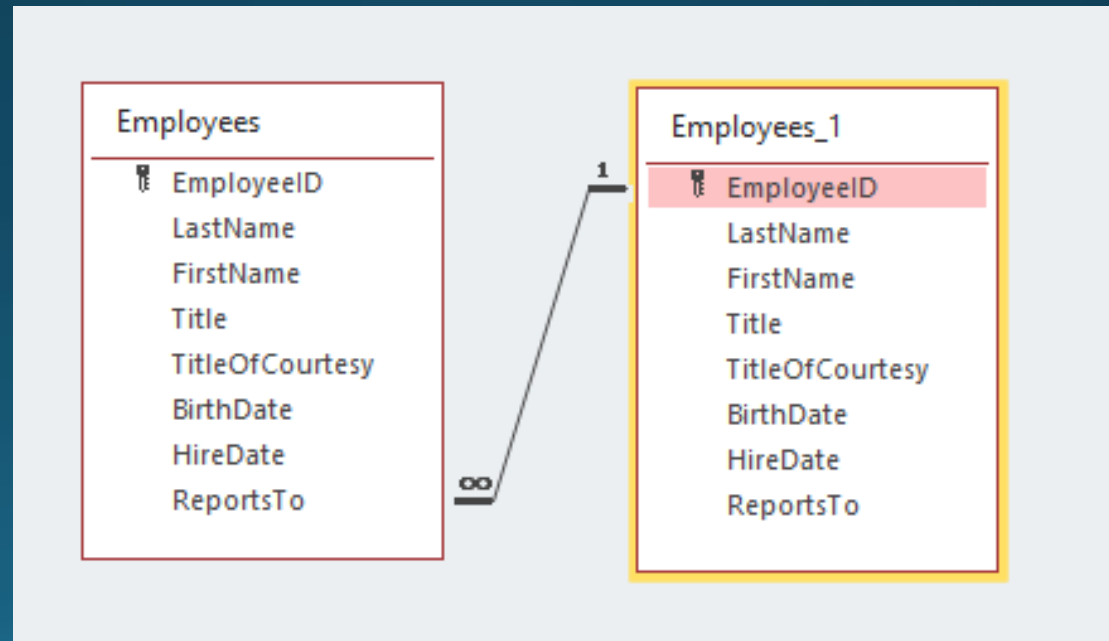 Employees
EmployeeID
LastName
FirstName
Title
TitleOfCourtesy
BirthDate
HireDate
ReportsTo
∞
1
Employees_1
EmployeeID
LastName
FirstName
Title
TitleOfCourtesy
BirthDate
HireDate
ReportsTo